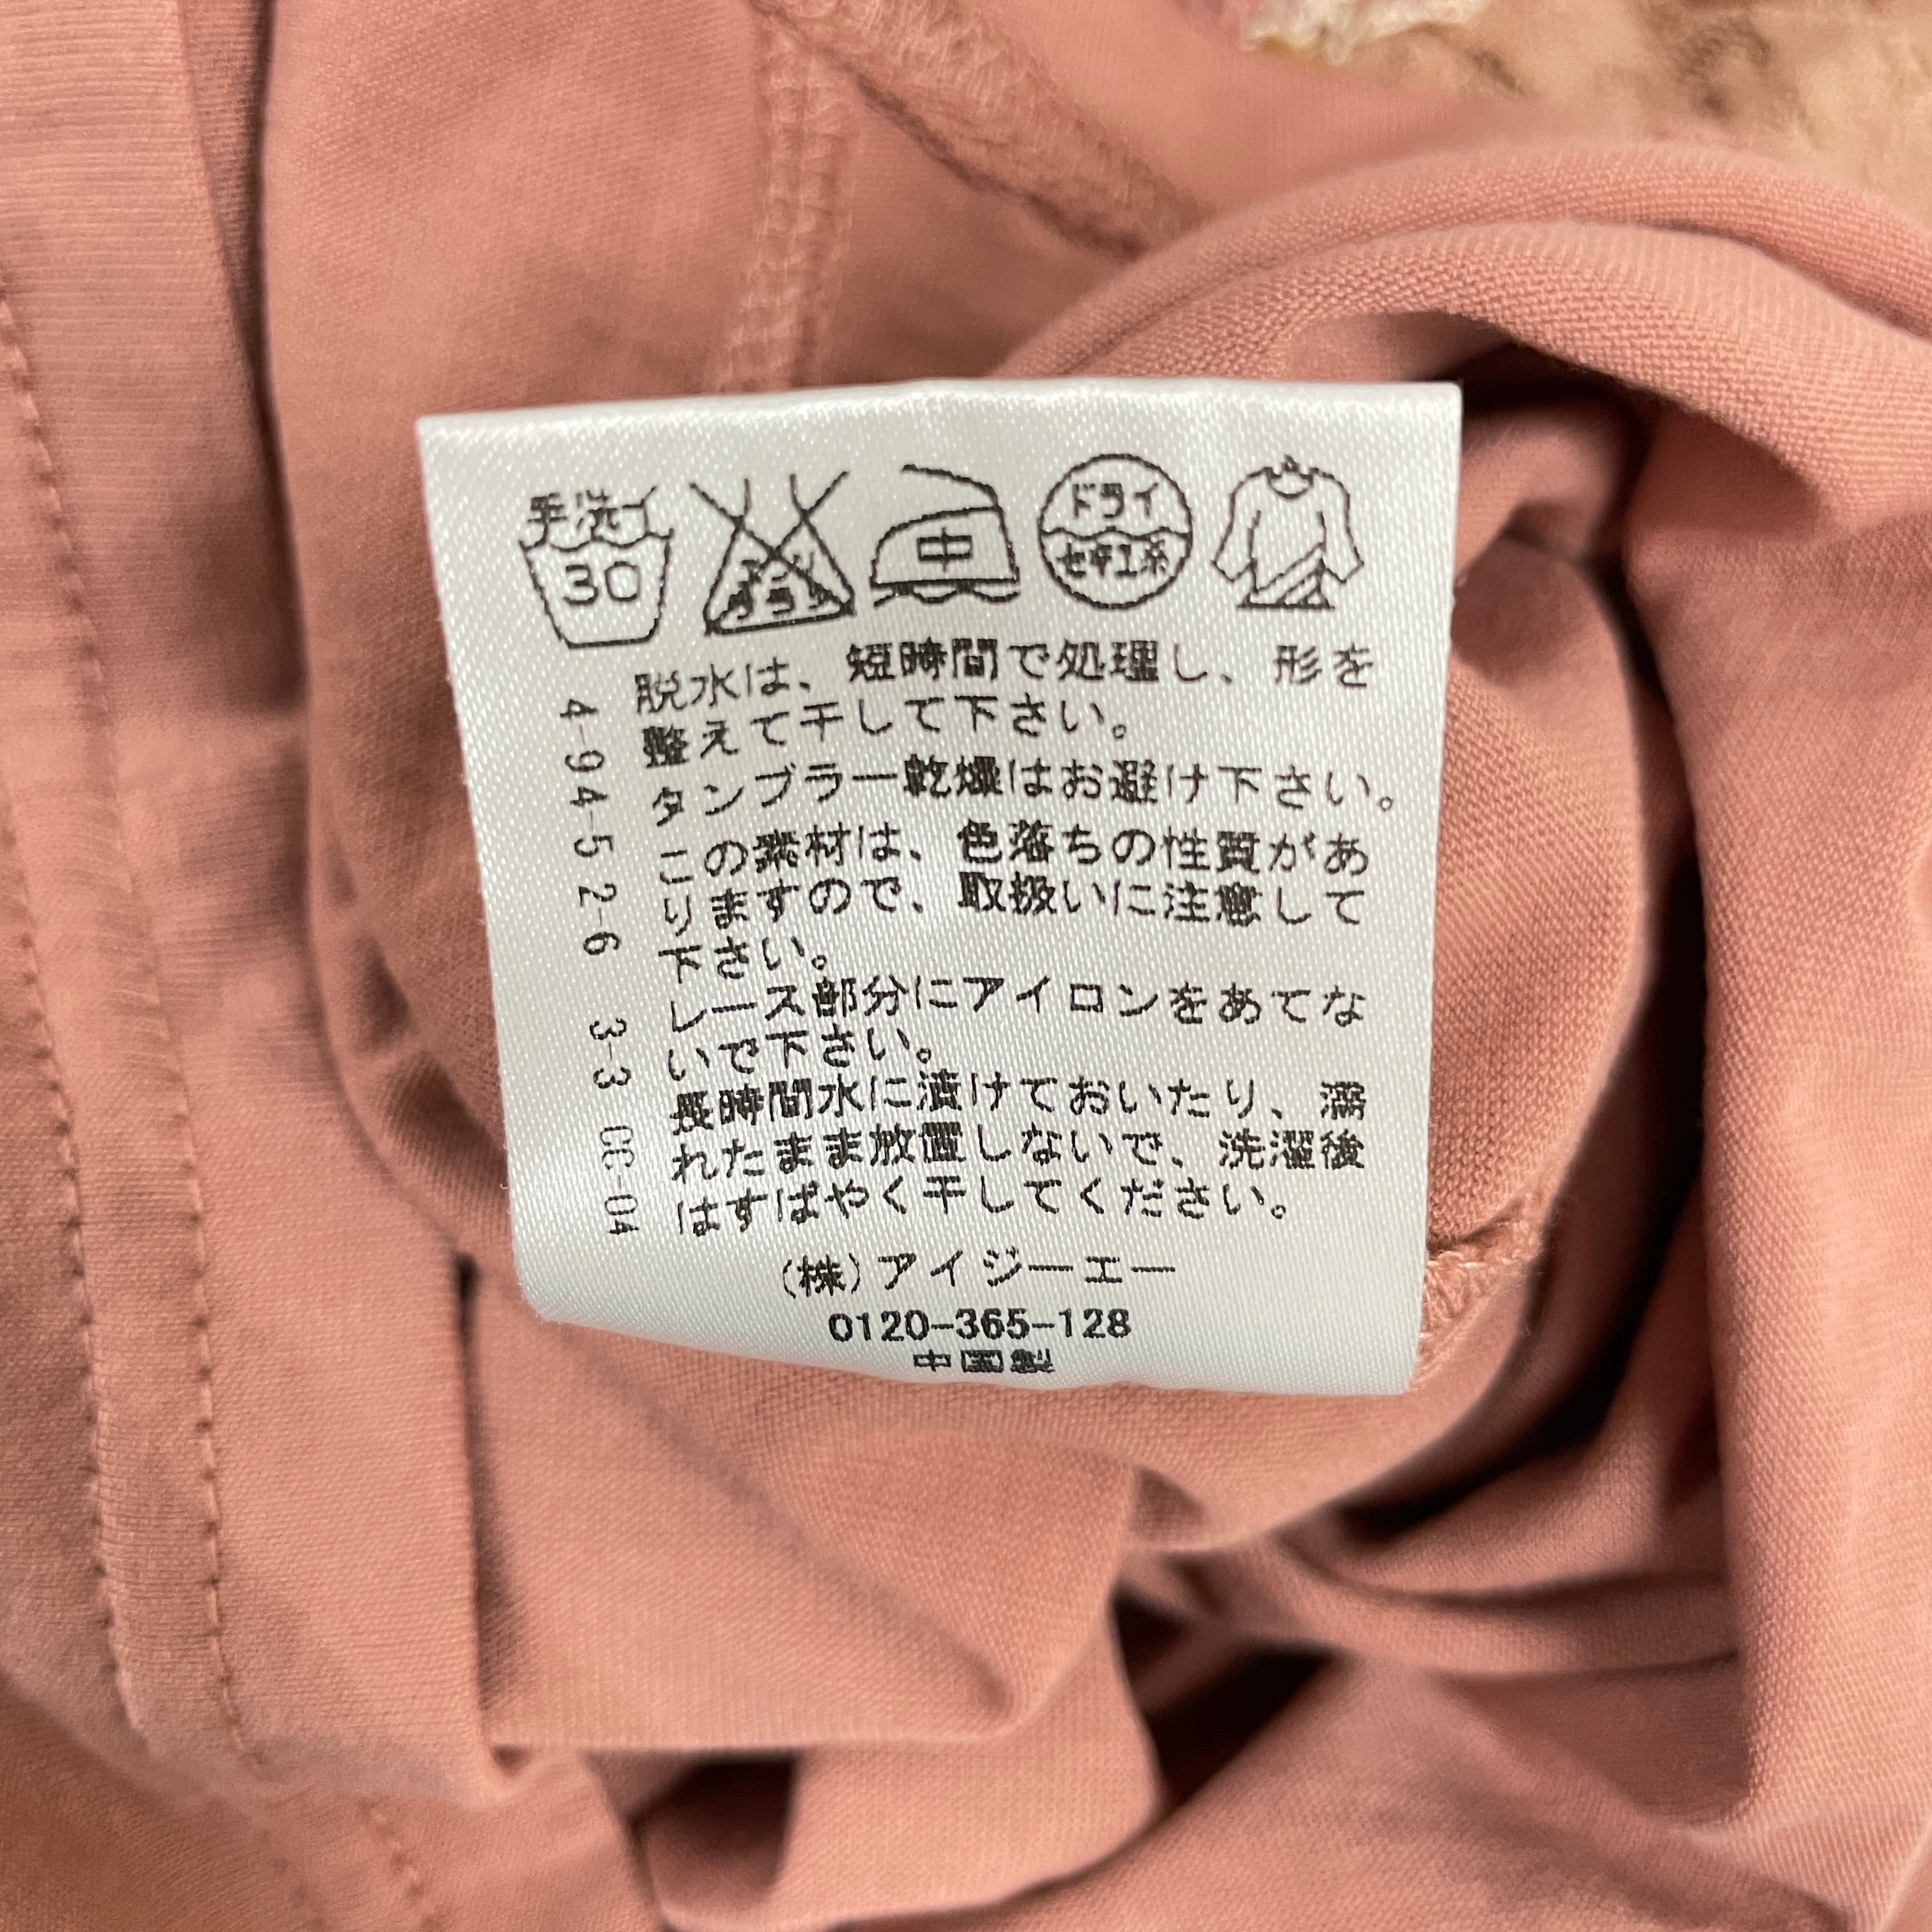 手洗イ
30
中
ドライ
セキユ系
脱水は、短時間で処理し、形を
整えて干して下さい。
タンブラー乾燥はお避け下さい。
この素材は、色落ちの性質があ
りますので、取扱いに注意して
下さい。
レース部分にアイロンをあてな
いで下さい。
長時間水に漬けておいたり、濡
れたまま放置しないで、洗濯後
はすばやく干してください。
(株)アイジーエー
0120-365-128
中国製
4-94-5 2-6 3-3 CC-04